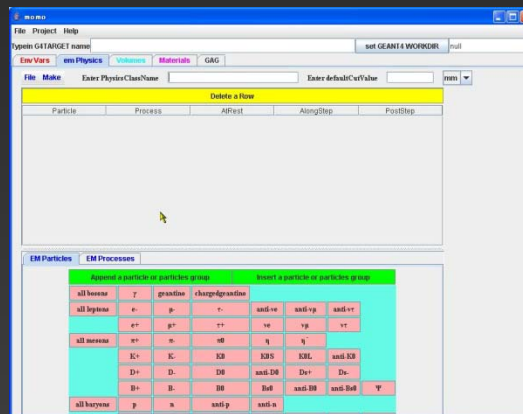 momo
File Project Help
Typein G4TARGET name set GEANT4 WORKDIR null
Env Vars em Physics Volumes Materials GAG
File Make Enter PhysicsClassName Enter defaultCutValue mm
Delete a Row
Particle Process AtRest AlongStep PostStep
EM Particles EM Processes
Append a particle or particles group Insert a particle or particles group
all bosons γ geantino chargedgeantino
all leptons e- μ- τ- anti-νe anti-νμ anti-ντ
e+ μ+ τ+ νe νμ ντ
all mesons π+ π- π0 η η`
K+ K- K0 K0S K0L anti-K0
D+ D- D0 anti-D0 Ds+ Ds-
B+ B- B0 Bs0 anti-B0 anti-Bs0 Ψ
all baryons p n anti-p anti-n